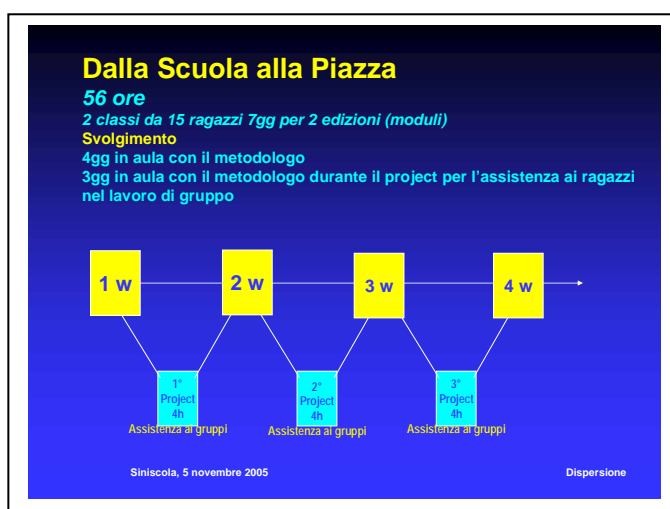 Dalla Scuola alla Piazza
56 ore
2 classi da 15 ragazzi 7gg per 2 edizioni (moduli)
Svolgimento
4gg in aula con il metodologo
3gg in aula con il metodologo durante il project per l'assistenza ai ragazzi
nel lavoro di gruppo
1 w
2 w
3 w
4 w
1°
Project
4h
Assistenza ai gruppi
2°
Project
4h
Assistenza ai gruppi
3°
Project
4h
Assistenza ai gruppi
Siniscola, 5 novembre 2005
Dispersione